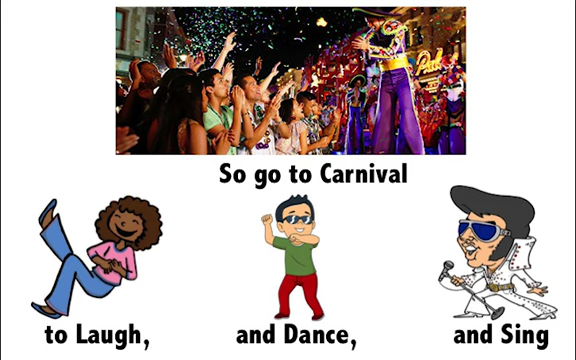 So go to Carnival
to Laugh,
and Dance,
and Sing